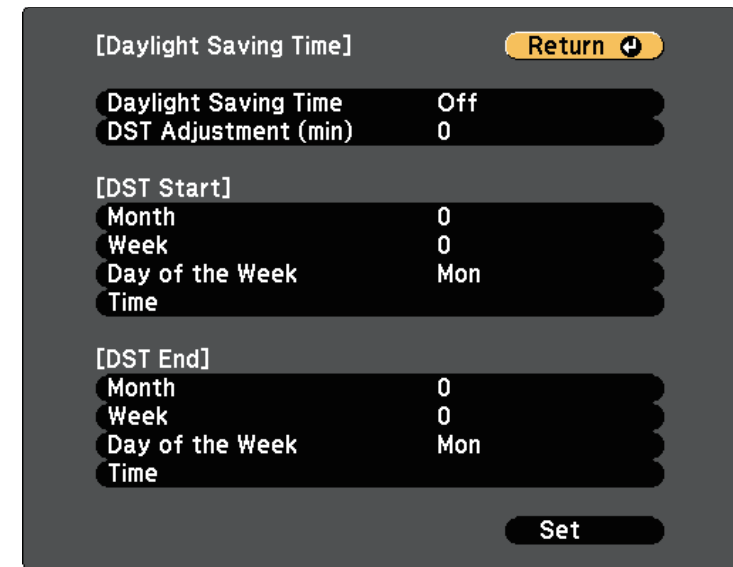 [Daylight Saving Time] Return
Daylight Saving Time Off
DST Adjustment (min) 0
[DST Start]
Month 0
Week 0
Day of the Week Mon
Time
[DST End]
Month 0
Week 0
Day of the Week Mon
Time
Set